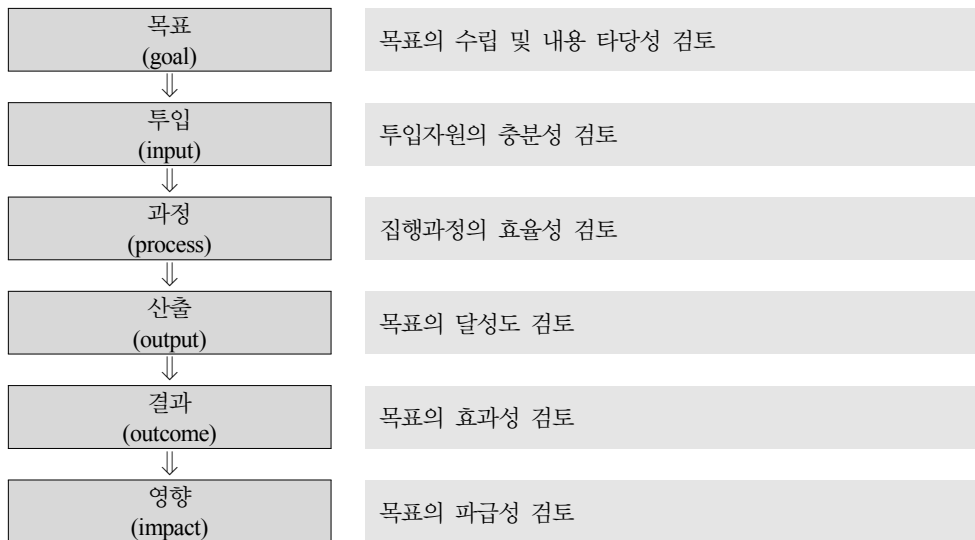 목표
(goal)
목표의 수립 및 내용 타당성 검토
⇓
투입
(input)
투입자원의 충분성 검토
⇓
과정
(process)
집행과정의 효율성 검토
⇓
산출
(output)
목표의 달성도 검토
⇓
결과
(outcome)
목표의 효과성 검토
⇓
영향
(impact)
목표의 파급성 검토